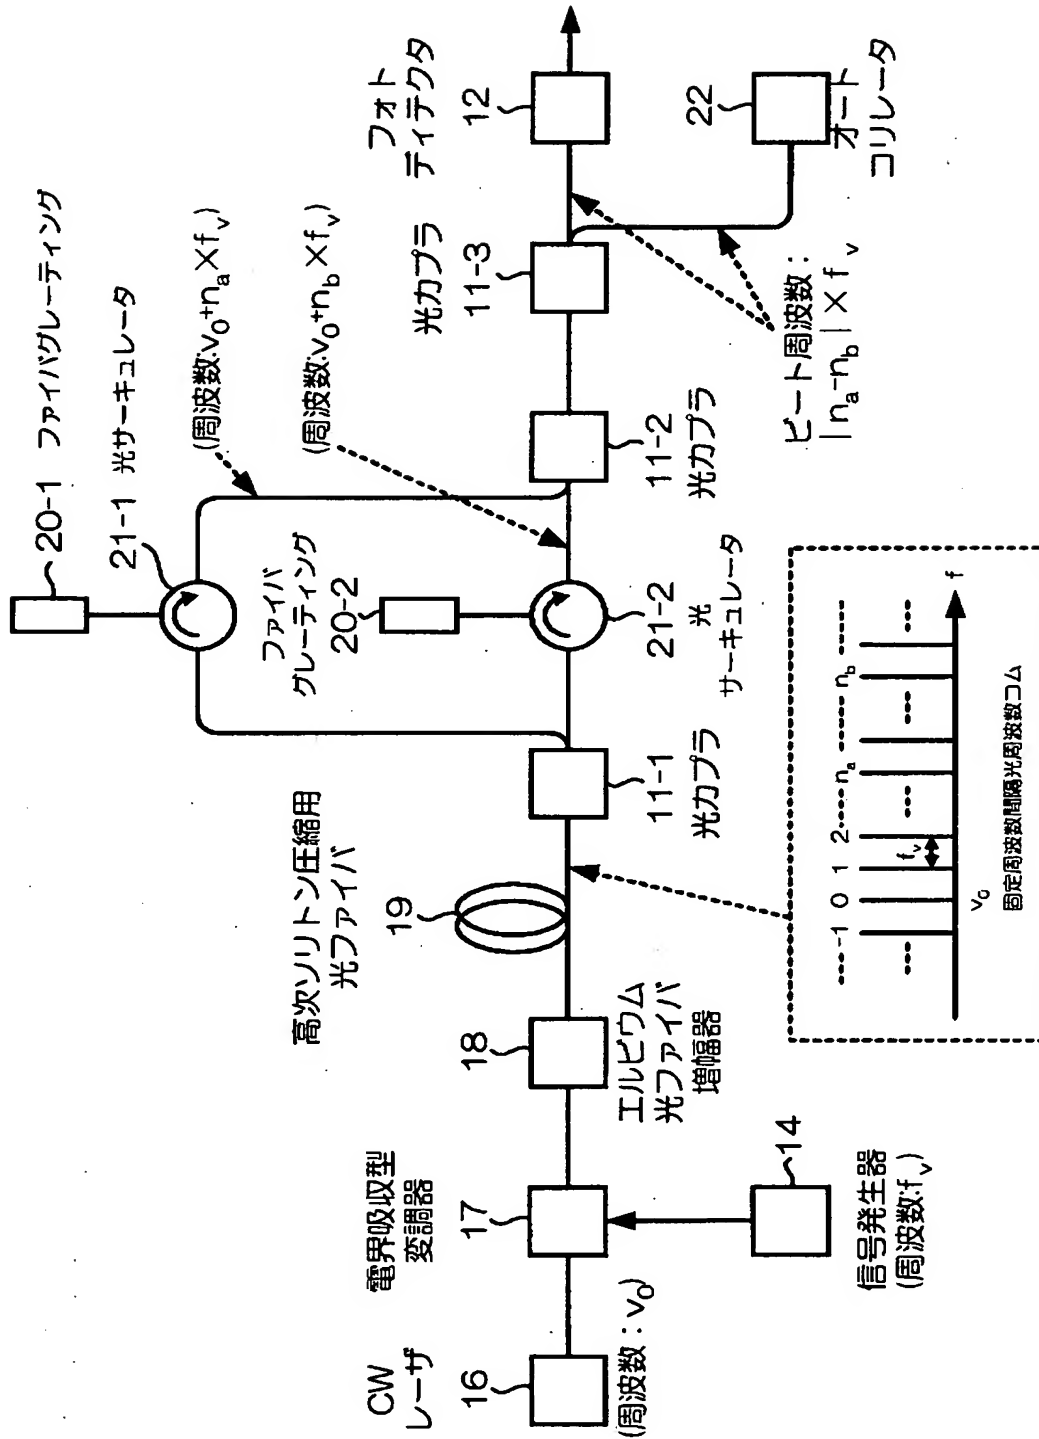 20-1 ファイバグレーティング
21-1 光サーキュレータ
(周波数:ν₀+nₐ×fᵥ)
(周波数:ν₀+n_b×fᵥ)
ファイバ
グレーティング
20-2
21-2
光
サーキュレータ
高次ソリトン圧縮用
光ファイバ
19
11-1
光カプラ
11-2
光カプラ
光カプラ
11-3
フォト
ディテクタ
12
22
オート
コリレータ
ビート周波数：
|nₐ-n_b|×fᵥ
CW
レーザ
16
(周波数：ν₀)
電界吸収型
変調器
17
18
エルビウム
光ファイバ
増幅器
14
信号発生器
(周波数:fᵥ)
-1 0 1 2 nₐ n_b
fᵥ
f
ν₀
固定周波数間隔光周波数コム